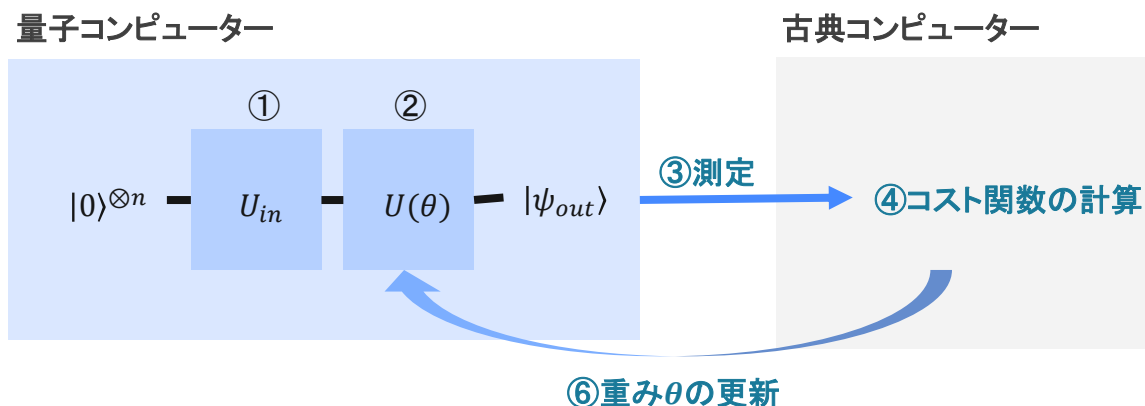 量子コンピューター
古典コンピューター
①
②
|0⟩⊗n
U_in
U(θ)
|ψ_out⟩
③測定
④コスト関数の計算
⑥重みθの更新